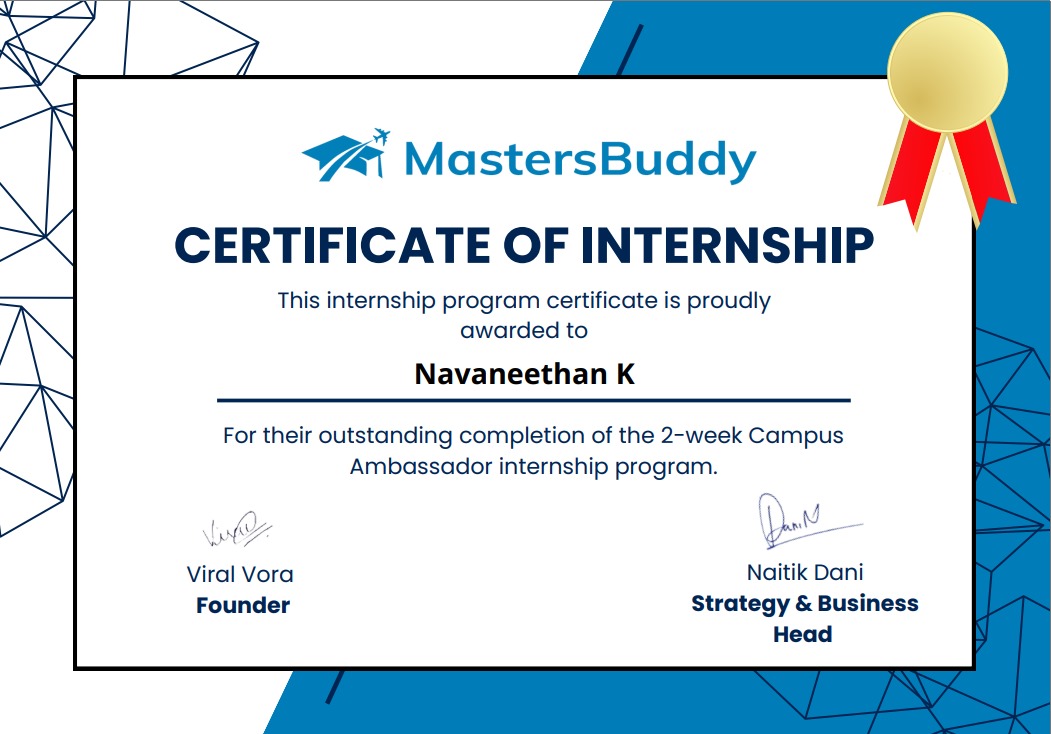 MastersBuddy
CERTIFICATE OF INTERNSHIP
This internship program certificate is proudly
awarded to
Navaneethan K
For their outstanding completion of the 2-week Campus
Ambassador internship program.
Viral Vora
Founder
Naitik Dani
Strategy & Business
Head